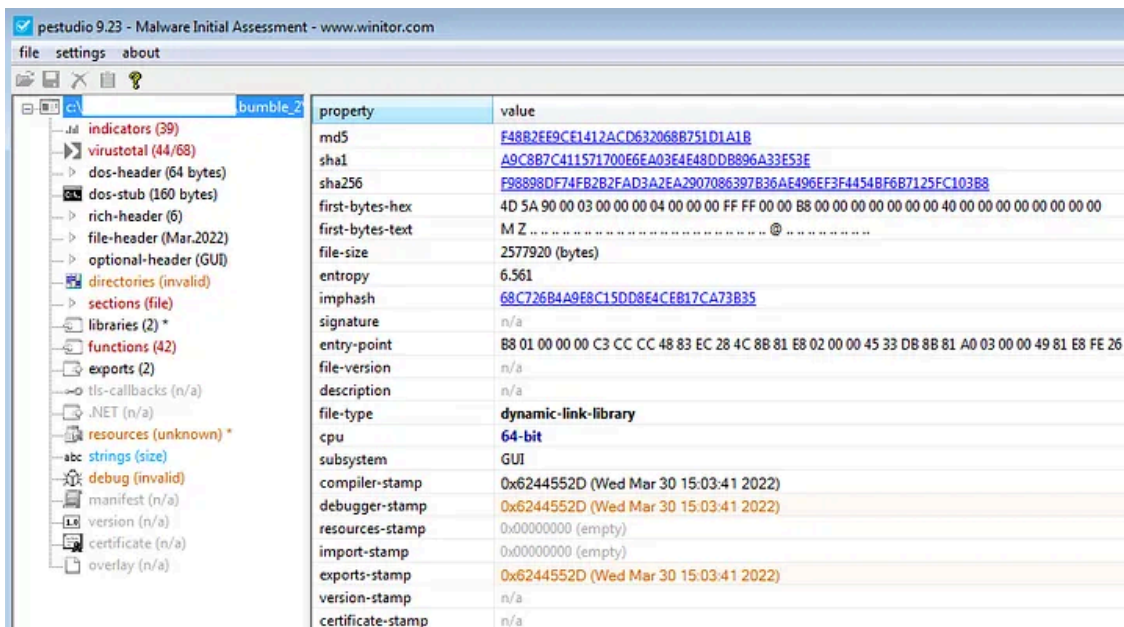 pestudio 9.23 - Malware Initial Assessment - www.winitor.com
file settings about
c:\ .bumble_2\
indicators (39)
virustotal (44/68)
dos-header (64 bytes)
dos-stub (160 bytes)
rich-header (6)
file-header (Mar.2022)
optional-header (GUI)
directories (invalid)
sections (file)
libraries (2) *
functions (42)
exports (2)
tls-callbacks (n/a)
.NET (n/a)
resources (unknown) *
abc strings (size)
debug (invalid)
manifest (n/a)
1.0 version (n/a)
certificate (n/a)
overlay (n/a)
property value
md5 F48B2EE9CE1412ACD632068B751D1A1B
sha1 A9C8B7C411571700E6EA03E4E48DDB896A33E53E
sha256 F98898DF74FB2B2FAD3A2EA2907086397B36AE496EF3F4454BF6B7125FC103B8
first-bytes-hex 4D 5A 90 00 03 00 00 00 04 00 00 00 FF FF 00 00 B8 00 00 00 00 00 00 00 40 00 00 00 00 00 00 00
first-bytes-text M Z .. .. .. .. .. .. .. .. .. .. .. .. .. .. .. .. .. .. .. .. .. .. @ .. .. .. .. .. .. ..
file-size 2577920 (bytes)
entropy 6.561
imphash 68C726B4A9E8C15DD8E4CEB17CA73B35
signature n/a
entry-point B8 01 00 00 00 C3 CC CC 48 83 EC 28 4C 8B 81 E8 02 00 00 45 33 DB 8B 81 A0 03 00 00 49 81 E8 FE 26
file-version n/a
description n/a
file-type dynamic-link-library
cpu 64-bit
subsystem GUI
compiler-stamp 0x6244552D (Wed Mar 30 15:03:41 2022)
debugger-stamp 0x6244552D (Wed Mar 30 15:03:41 2022)
resources-stamp 0x00000000 (empty)
import-stamp 0x00000000 (empty)
exports-stamp 0x6244552D (Wed Mar 30 15:03:41 2022)
version-stamp n/a
certificate-stamp n/a